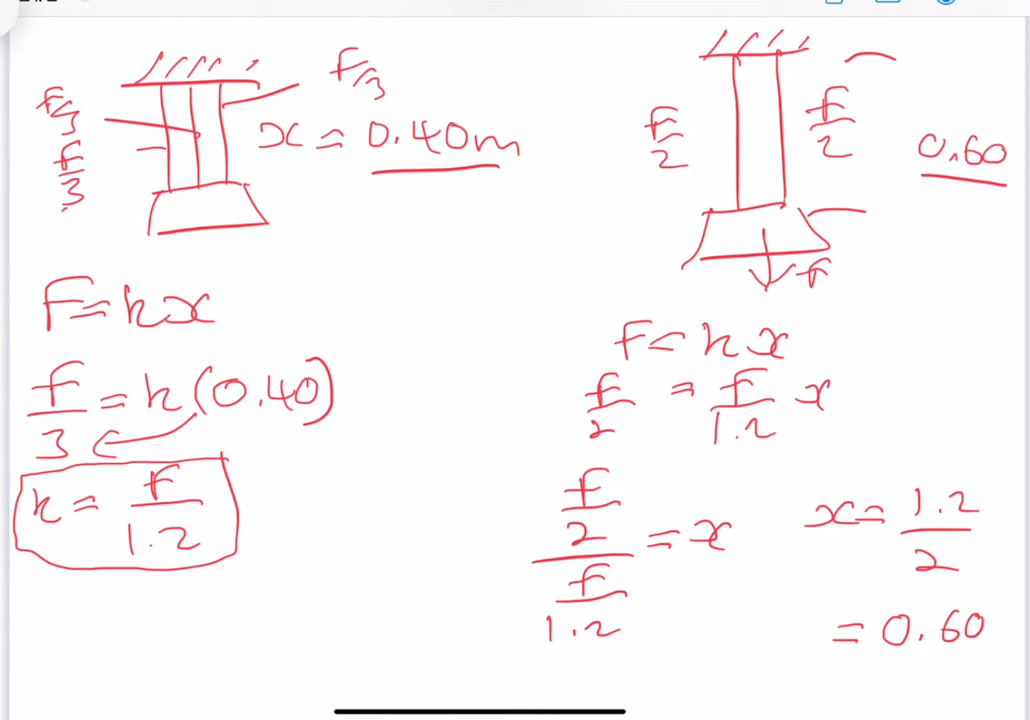 F/3
F/3
F/3
x = 0.40m
F/2
F/2
0.60
F
F = kx
F/3 = k(0.40)
k = F/1.2
F = kx
F/2 = F/1.2 x
F/2 / F/1.2 = x
x = 1.2/2
= 0.60